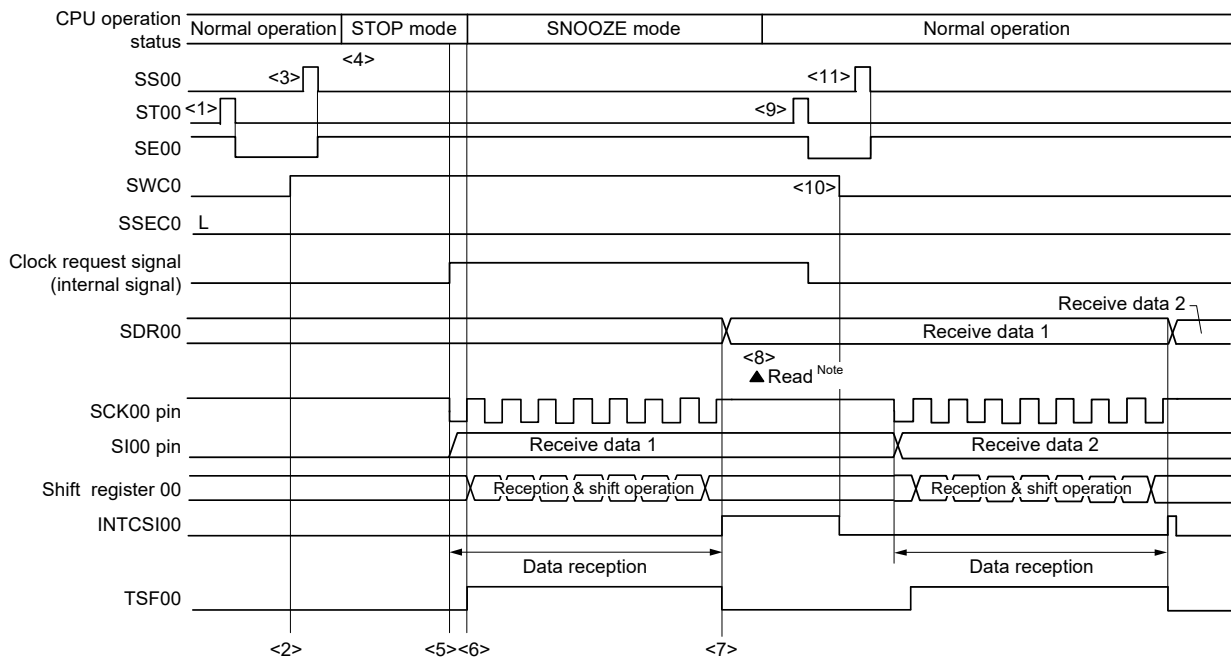 CPU operation status
Normal operation
STOP mode
SNOOZE mode
Normal operation
<4>
SS00
<3>
<11>
ST00
<1>
<9>
SE00
SWC0
<10>
SSEC0
L
Clock request signal
(internal signal)
Receive data 2
SDR00
Receive data 1
<8>
▲ Read Note
SCK00 pin
SI00 pin
Receive data 1
Receive data 2
Shift register 00
Reception & shift operation
Reception & shift operation
INTCSI00
Data reception
Data reception
TSF00
<2>
<5><6>
<7>